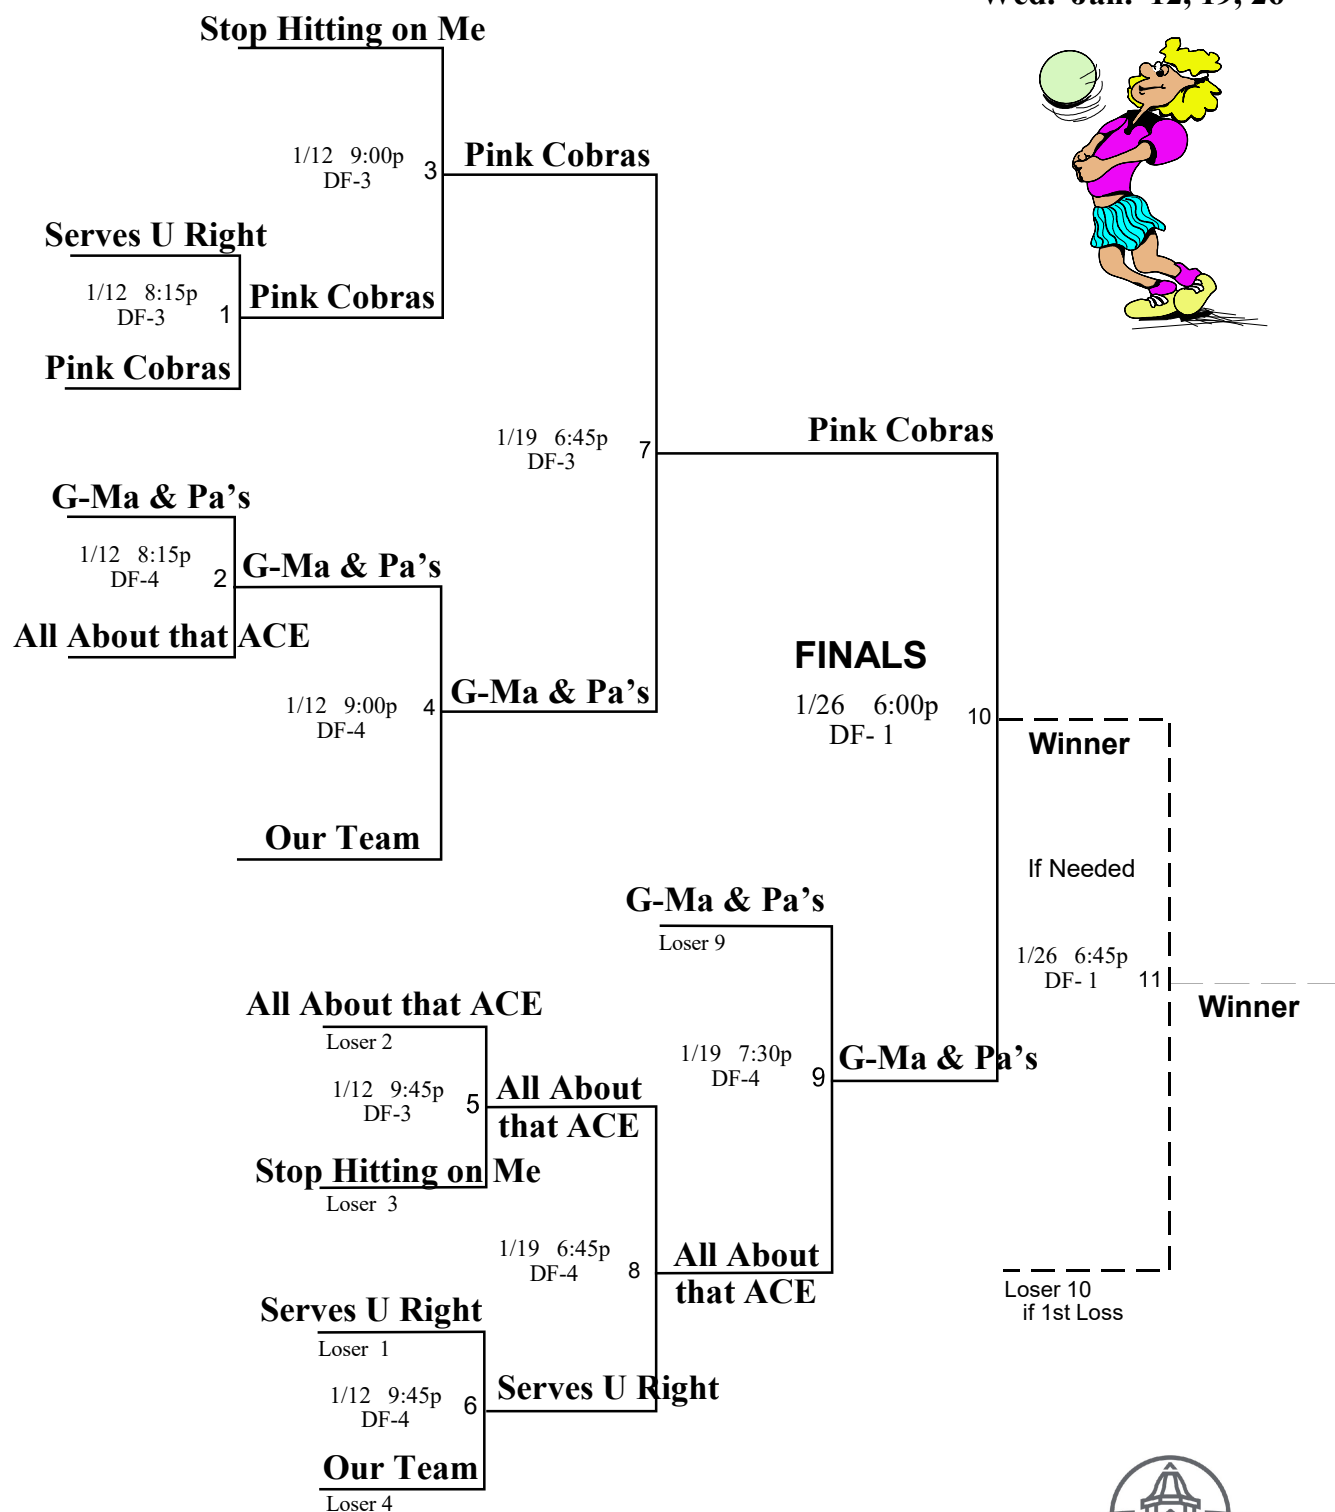 Wed. Jan. 12, 19, 26
Stop Hitting on Me
1/12 9:00p
DF-3
3
Pink Cobras
Serves U Right
1/12 8:15p
DF-3
1
Pink Cobras
Pink Cobras
1/19 6:45p
DF-3
7
Pink Cobras
G-Ma & Pa’s
1/12 8:15p
DF-4
2
G-Ma & Pa’s
All About that ACE
1/12 9:00p
DF-4
4
G-Ma & Pa’s
Our Team
FINALS
1/26 6:00p
DF- 1
10
Winner
If Needed
1/26 6:45p
DF- 1
11
Winner
G-Ma & Pa’s
Loser 9
All About that ACE
Loser 2
1/12 9:45p
DF-3
5
All About
that ACE
Stop Hitting on Me
Loser 3
1/19 7:30p
DF-4
9
G-Ma & Pa’s
1/19 6:45p
DF-4
8
All About
that ACE
Loser 10
if 1st Loss
Serves U Right
Loser 1
1/12 9:45p
DF-4
6
Serves U Right
Our Team
Loser 4